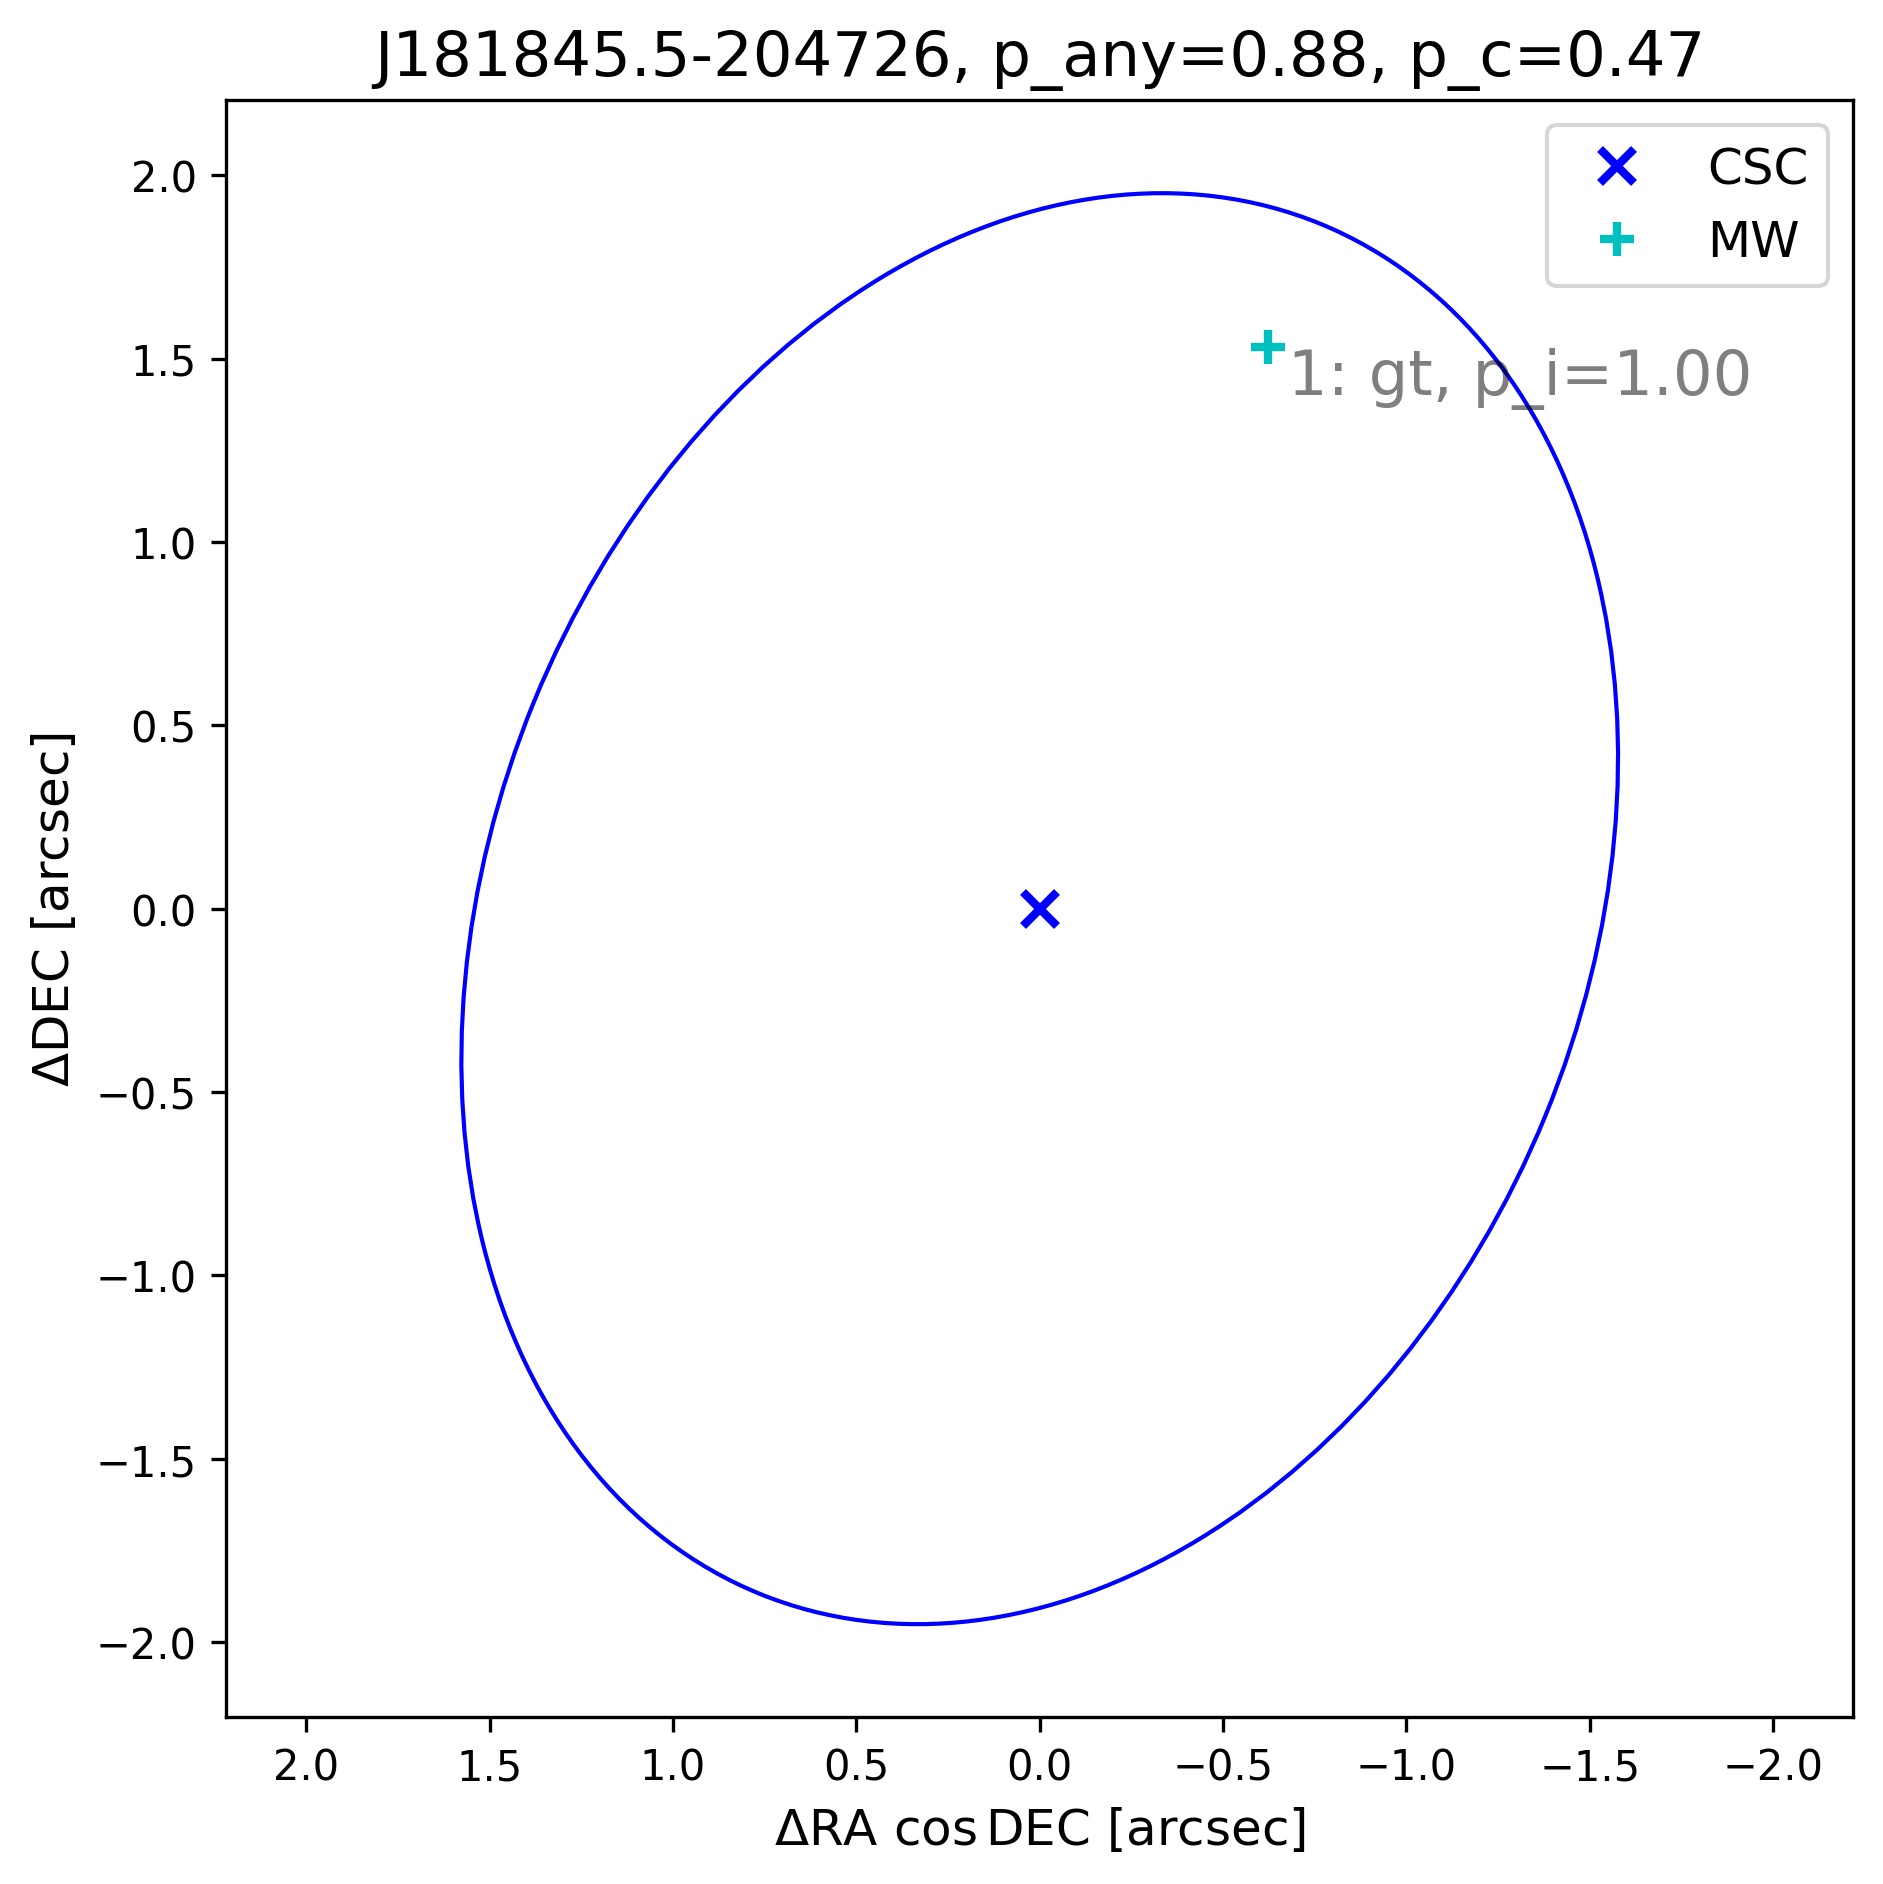 J181845.5-204726, p_any=0.88, p_c=0.47
CSC
MW
1: gt, p_i=1.00
2.0
1.5
1.0
0.5
0.0
−0.5
−1.0
−1.5
−2.0
ΔDEC [arcsec]
2.0 1.5 1.0 0.5 0.0 −0.5 −1.0 −1.5 −2.0
ΔRA cos DEC [arcsec]